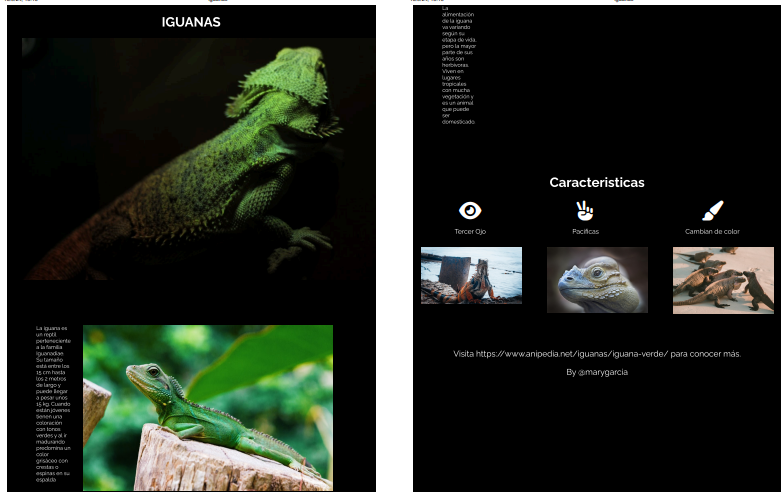 IGUANAS
La iguana es
un reptil
perteneciente
a la familia
Iguanadiae.
Su tamaño
está entre los
15 cm hasta
los 2 metros
de largo y
puede llegar
a pesar unos
15 kg. Cuando
están jóvenes
tienen una
coloración
con tonos
verdes y al ir
madurando
predomina un
color
grisáceo con
crestas o
espinas en su
espalda
La
alimentación
de la iguana
va variando
según su
etapa de vida,
pero la mayor
parte de sus
años son
herbívoras.
Viven en
lugares
tropicales
con mucha
vegetación y
es un animal
que puede
ser
domesticado.
Caracteristicas
Tercer Ojo
Pacíficas
Cambian de color
Visita https://www.anipedia.net/iguanas/iguana-verde/ para conocer más.
By @marygarcia